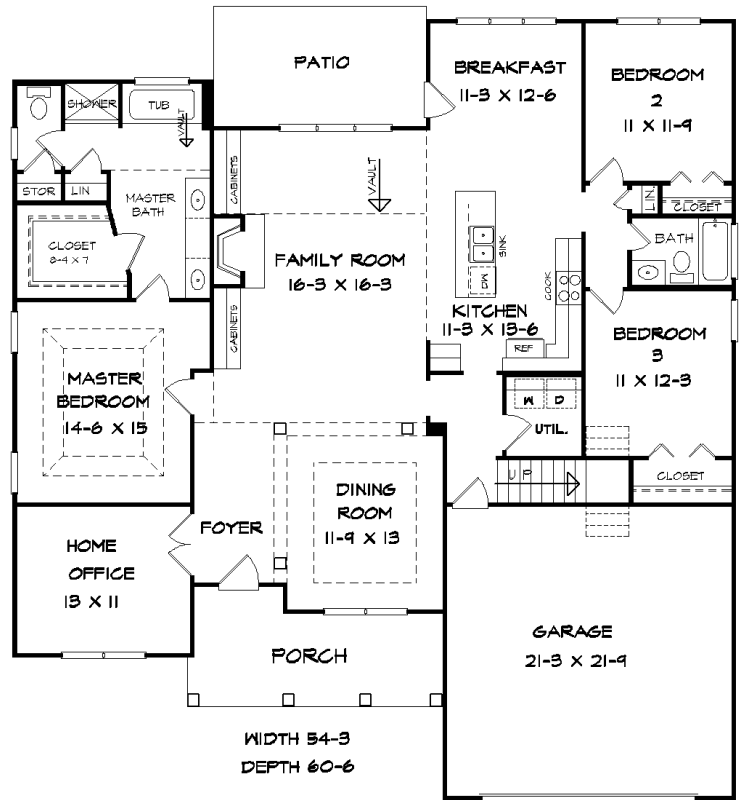 PATIO
BREAKFAST
11-3 X 12-6
BEDROOM
2
11 X 11-9
SHOWER
TUB
VAULT
STOR
LIN
MASTER
BATH
CABINETS
VAULT
LIN.
CLOSET
CLOSET
8-4 X 7
FAMILY ROOM
16-3 X 16-3
SINK
DW
BATH
COOK
KITCHEN
11-3 X 13-6
REF
CABINETS
BEDROOM
3
11 X 12-3
MASTER
BEDROOM
14-6 X 15
W
D
UTIL.
UP
CLOSET
DINING
ROOM
11-9 X 13
FOYER
HOME
OFFICE
13 X 11
GARAGE
21-3 X 21-9
PORCH
WIDTH 54-3
DEPTH 60-6